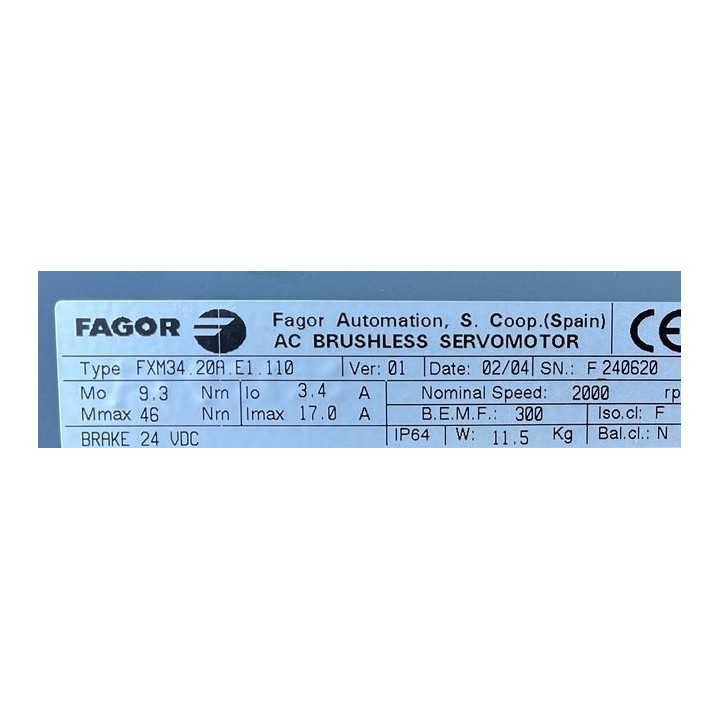 FAGOR
Fagor Automation, S. Coop.(Spain)
AC BRUSHLESS SERVOMOTOR
CE
Type FXM34.20A.E1.110 Ver: 01 Date: 02/04 SN.: F 240620
Mo 9.3 Nm Io 3.4 A Nominal Speed: 2000 rp
Mmax 46 Nm Imax 17.0 A B.E.M.F.: 300 Iso.cl: F
BRAKE 24 VDC IP64 W: 11.5 Kg Bal.cl.: N